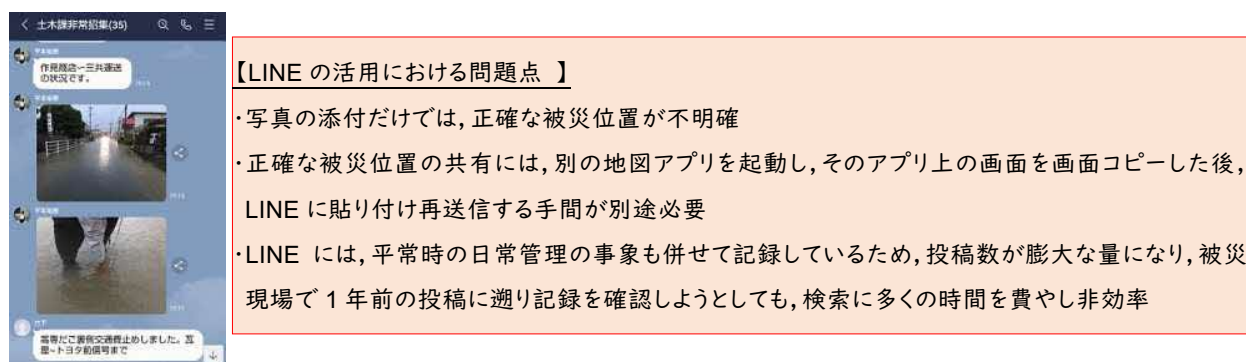 土木課非常招集(35)
作見商店~三共運送
の状況です。
【LINE の活用における問題点 】
・写真の添付だけでは,正確な被災位置が不明確
・正確な被災位置の共有には,別の地図アプリを起動し,そのアプリ上の画面を画面コピーした後,
LINE に貼り付け再送信する手間が別途必要
・LINE には,平常時の日常管理の事象も併せて記録しているため,投稿数が膨大な量になり,被災
現場で 1 年前の投稿に遡り記録を確認しようとしても,検索に多くの時間を費やし非効率
高専だご裏側交通費止めしました。瓦
~トヨタ前信号まで